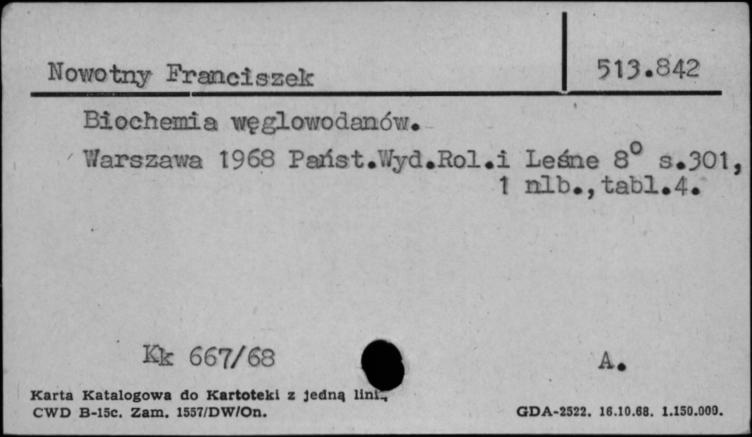 Nowotny Franciszek 513.842
Biochemia węglowodanów.
Warszawa 1968 Państ.Wyd.Rol.i Leśne 8° s.301,
1 nlb.,tabl.4.
Kk 667/68 A.
Karta Katalogowa do Kartoteki z jedną
CWD B-15c. Zam. 1557/DW/On. GDA-2522. 16.10.68. 1.150.000.